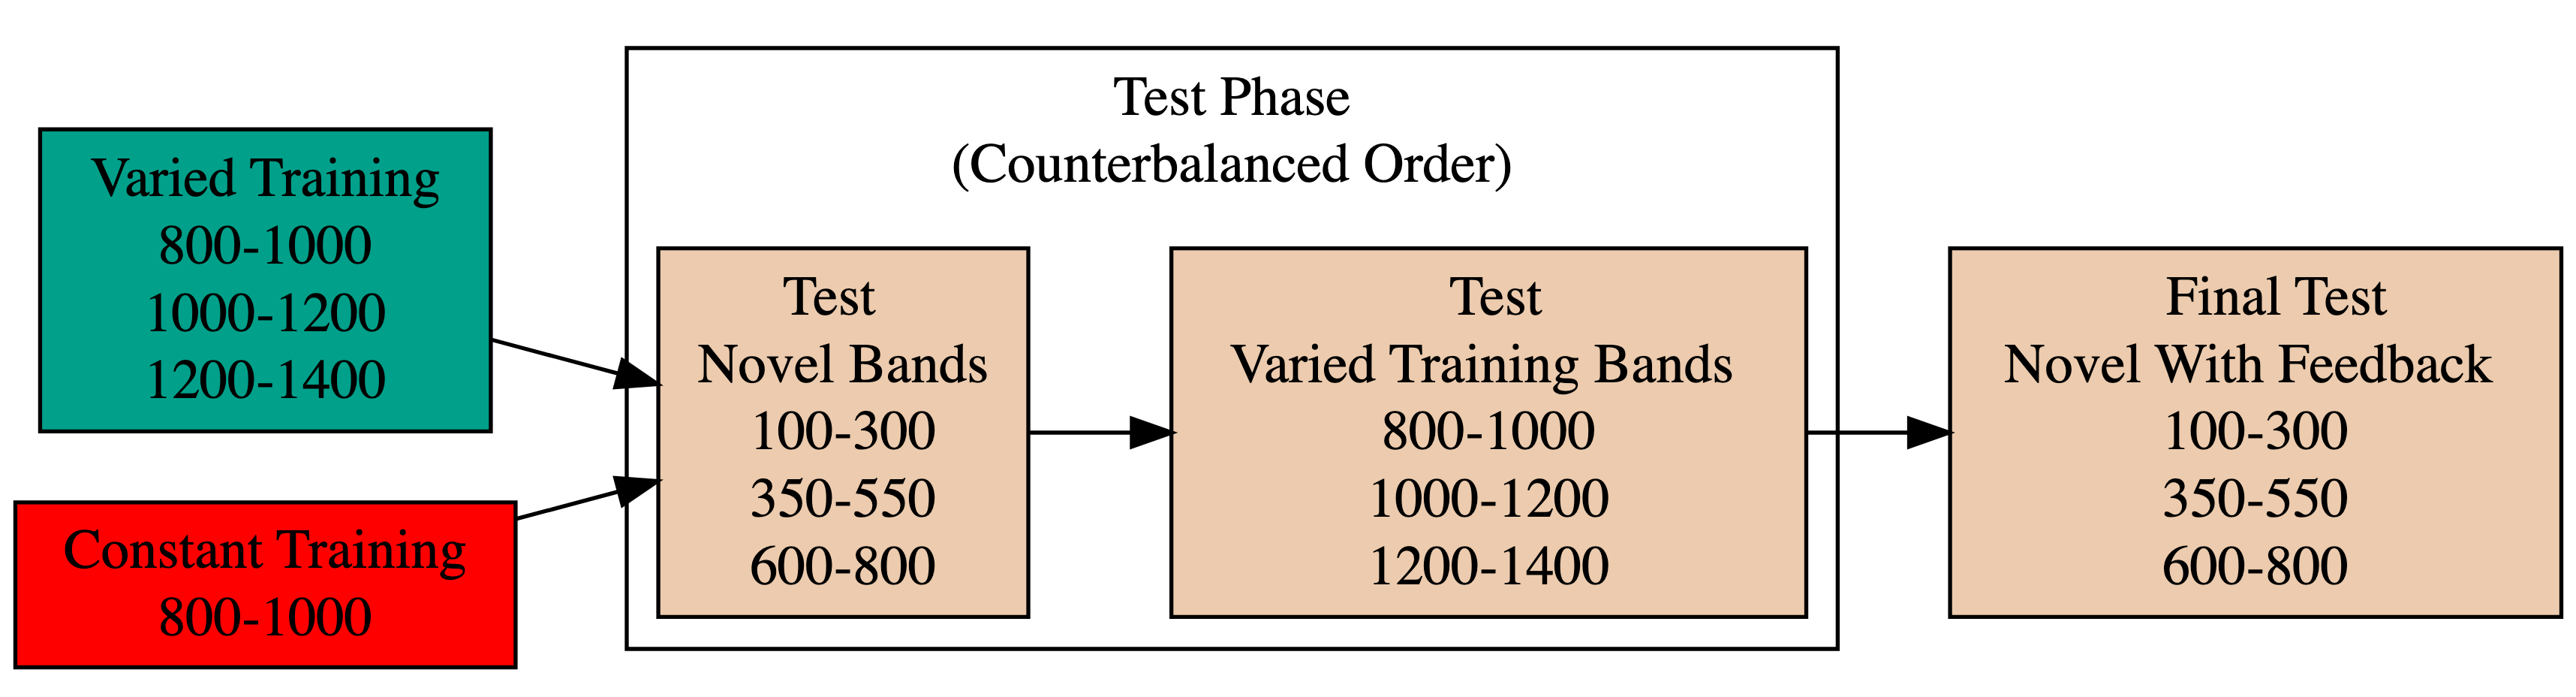 Varied Training
800-1000
1000-1200
1200-1400
Constant Training
800-1000
Test Phase
(Counterbalanced Order)
Test
Novel Bands
100-300
350-550
600-800
Test
Varied Training Bands
800-1000
1000-1200
1200-1400
Final Test
Novel With Feedback
100-300
350-550
600-800